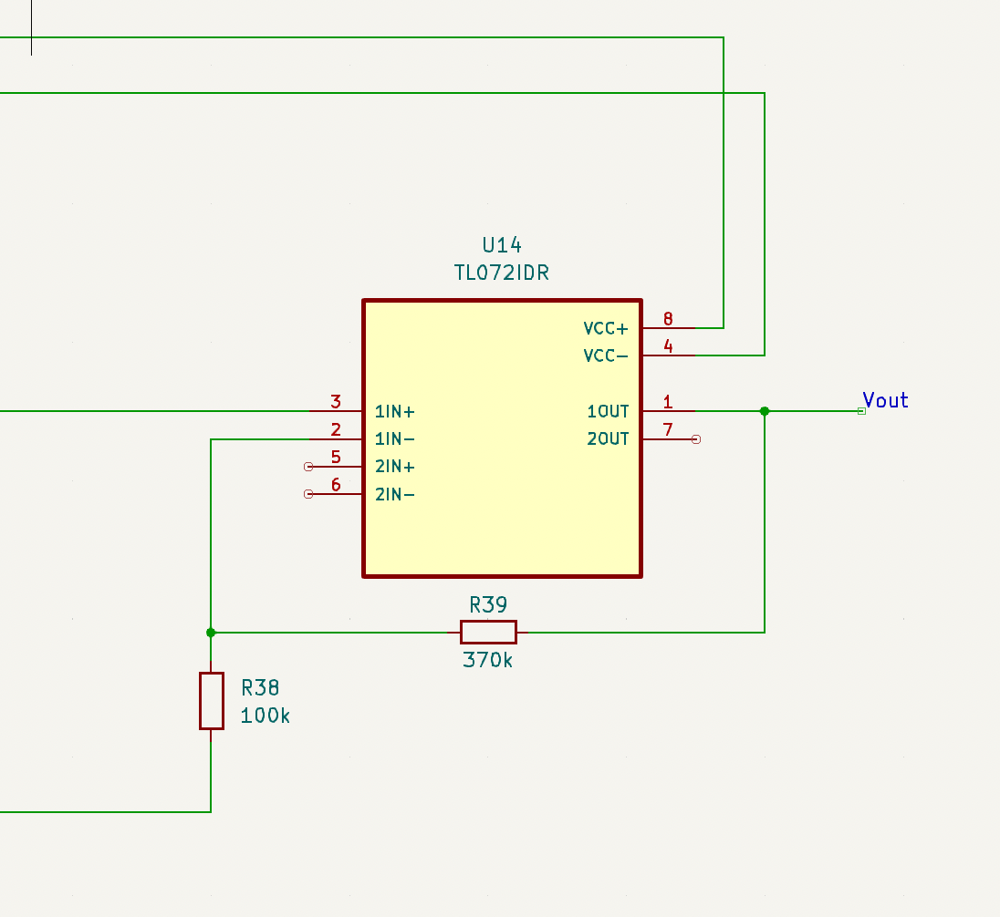 U14
TL072IDR
VCC+ 8
VCC- 4
3 1IN+
1OUT 1
Vout
2 1IN-
2OUT 7
5 2IN+
6 2IN-
R39
370k
R38
100k